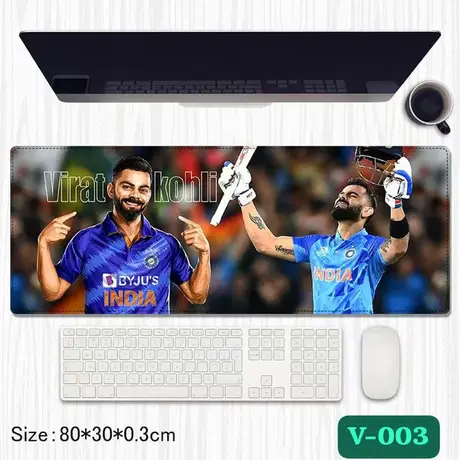 Virat kohli
BYJU'S
INDIA
INDIA
Size:80*30*0.3cm
V-003